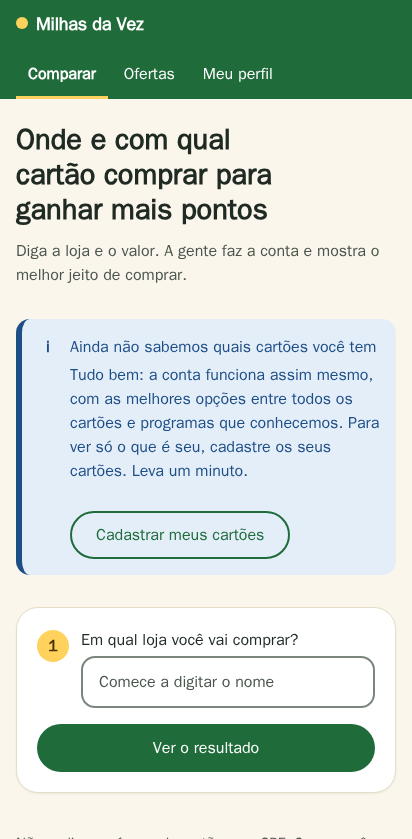 Milhas da Vez
Comparar Ofertas Meu perfil
Onde e com qual
cartão comprar para
ganhar mais pontos
Diga a loja e o valor. A gente faz a conta e mostra o
melhor jeito de comprar.
i Ainda não sabemos quais cartões você tem
Tudo bem: a conta funciona assim mesmo,
com as melhores opções entre todos os
cartões e programas que conhecemos. Para
ver só o que é seu, cadastre os seus
cartões. Leva um minuto.
Cadastrar meus cartões
1 Em qual loja você vai comprar?
Comece a digitar o nome
Ver o resultado